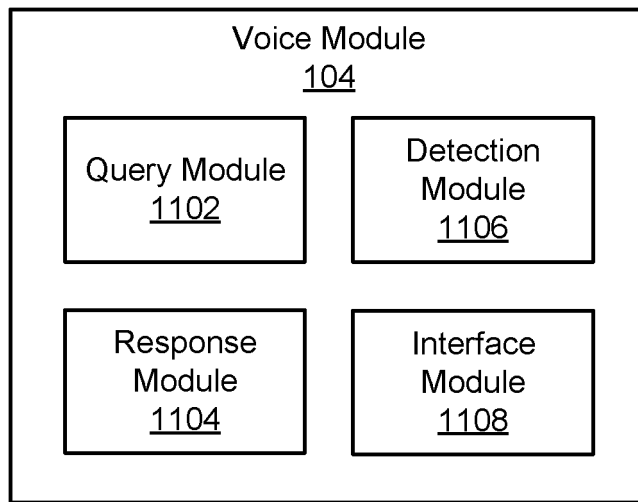 Voice Module
104
Query Module
1102
Detection
Module
1106
Response
Module
1104
Interface
Module
1108